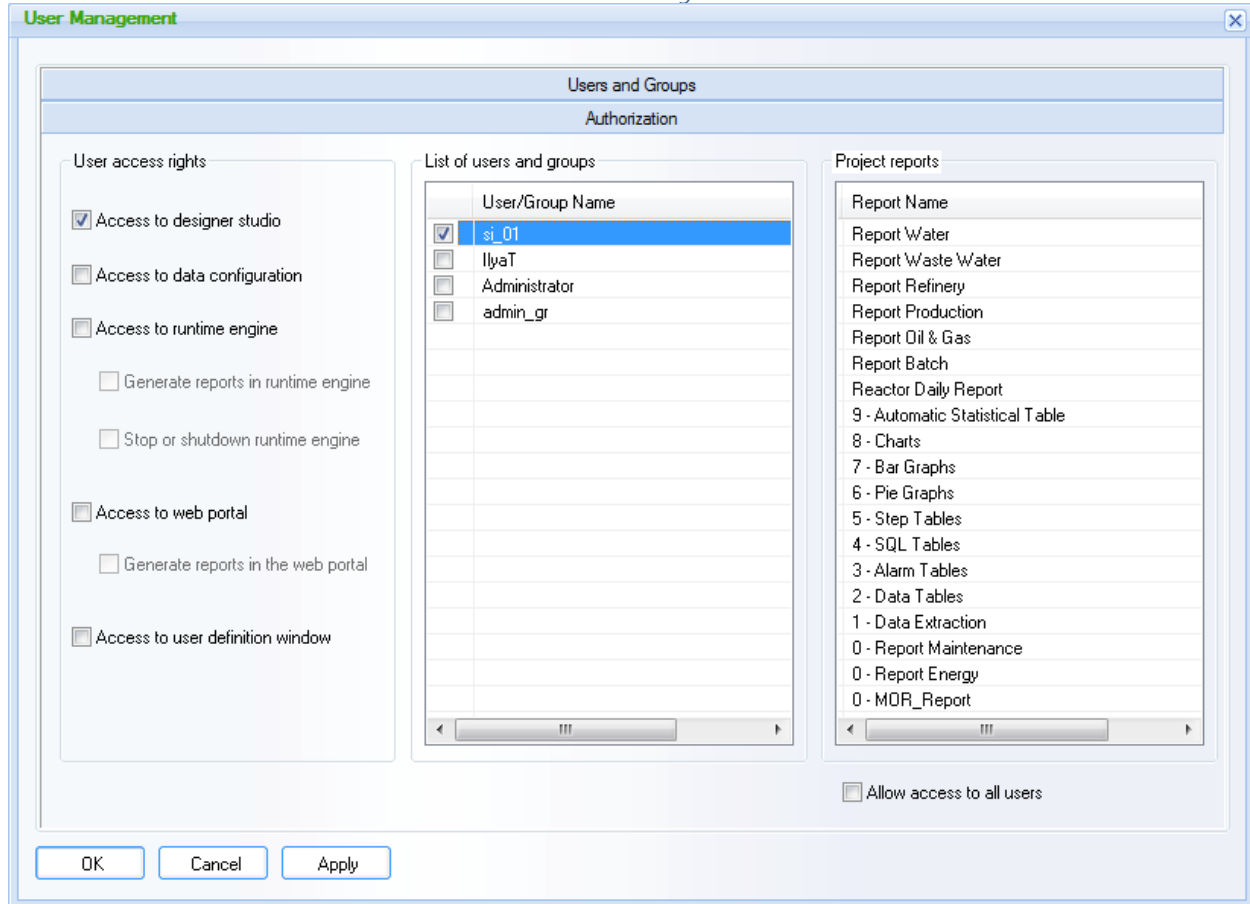 User Management
Users and Groups
Authorization
User access rights
Access to designer studio
Access to data configuration
Access to runtime engine
Generate reports in runtime engine
Stop or shutdown runtime engine
Access to web portal
Generate reports in the web portal
Access to user definition window
List of users and groups
User/Group Name
si_01
IlyaT
Administrator
admin_gr
Project reports
Report Name
Report Water
Report Waste Water
Report Refinery
Report Production
Report Oil & Gas
Report Batch
Reactor Daily Report
9 - Automatic Statistical Table
8 - Charts
7 - Bar Graphs
6 - Pie Graphs
5 - Step Tables
4 - SQL Tables
3 - Alarm Tables
2 - Data Tables
1 - Data Extraction
0 - Report Maintenance
0 - Report Energy
0 - MOR_Report
Allow access to all users
OK
Cancel
Apply